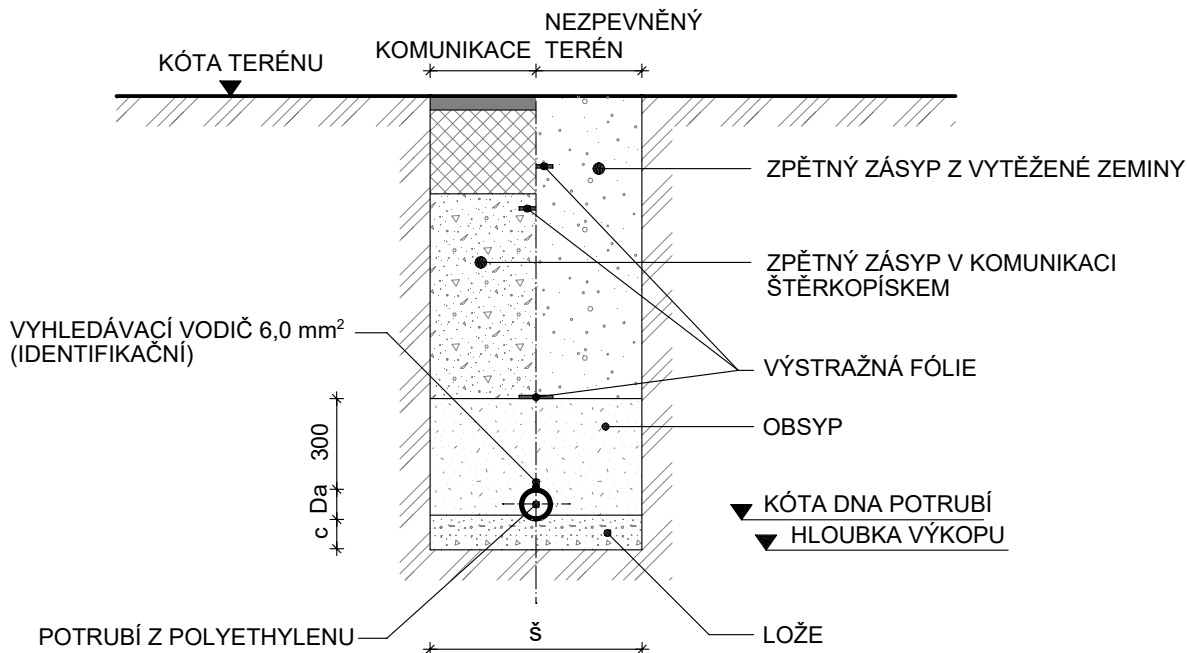 NEZPEVNĚNÝ
KOMUNIKACE
TERÉN
KÓTA TERÉNU
ZPĚTNÝ ZÁSYP Z VYTĚŽENÉ ZEMINY
ZPĚTNÝ ZÁSYP V KOMUNIKACI
ŠTĚRKOPÍSKEM
VYHLEDÁVACÍ VODIČ 6,0 mm²
(IDENTIFIKAČNÍ)
VÝSTRAŽNÁ FÓLIE
300
OBSYP
Da
KÓTA DNA POTRUBÍ
c
HLOUBKA VÝKOPU
POTRUBÍ Z POLYETHYLENU
š
LOŽE